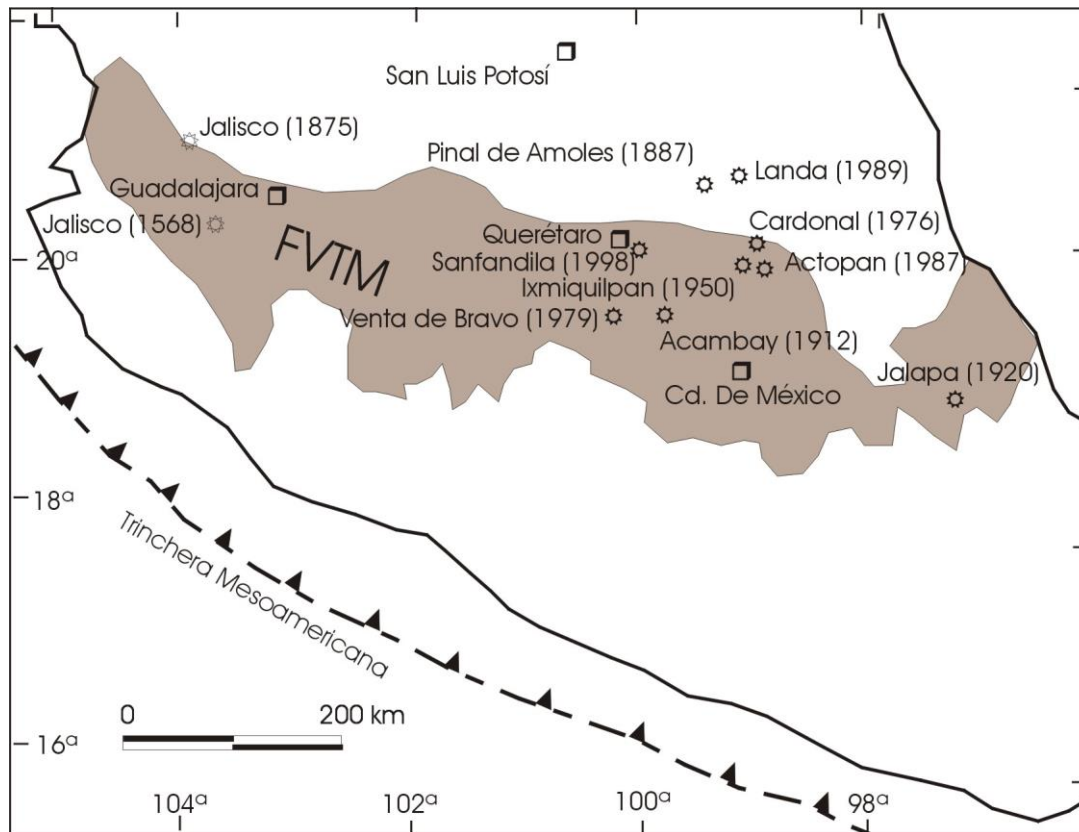 San Luis Potosí
Jalisco (1875)
Pinal de Amoles (1887)
Landa (1989)
Guadalajara
Jalisco (1568)
Cardonal (1976)
Querétaro
20ª
FVTM
Sanfandila (1998)
Actopan (1987)
Ixmiquilpan (1950)
Venta de Bravo (1979)
Acambay (1912)
Jalapa (1920)
Cd. De México
18ª
Trinchera Mesoamericana
0 200 km
16ª
104ª 102ª 100ª 98ª